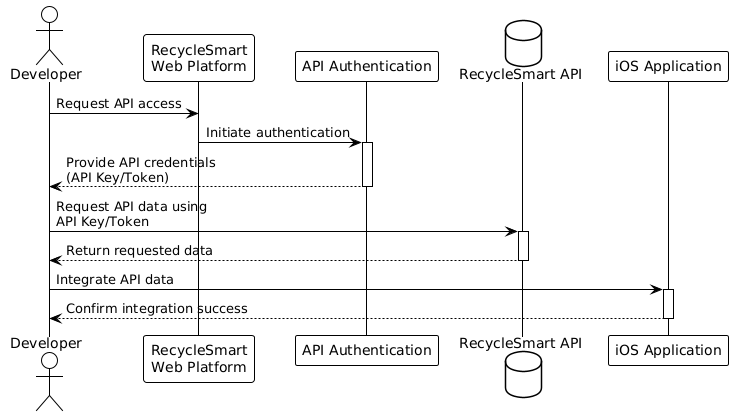 Developer
RecycleSmart
Web Platform
API Authentication
RecycleSmart API
iOS Application
Request API access
Initiate authentication
Provide API credentials
(API Key/Token)
Request API data using
API Key/Token
Return requested data
Integrate API data
Confirm integration success
Developer
RecycleSmart
Web Platform
API Authentication
RecycleSmart API
iOS Application